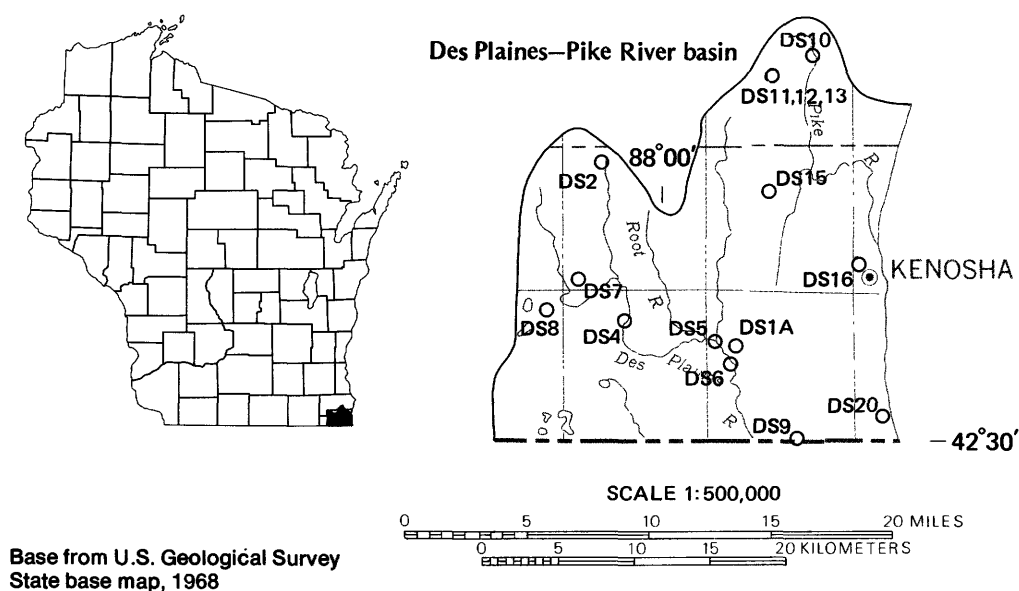 Des Plaines—Pike River basin
DS10
DS11,12,13
Pike
R
88°00'
DS2
DS15
Root
R
KENOSHA
DS16
DS7
DS8
DS4
DS5
DS1A
Des Plaines
DS6
R
DS20
DS9
42°30'
SCALE 1:500,000
0 5 10 15 20 MILES
0 5 10 15 20 KILOMETERS
Base from U.S. Geological Survey
State base map, 1968